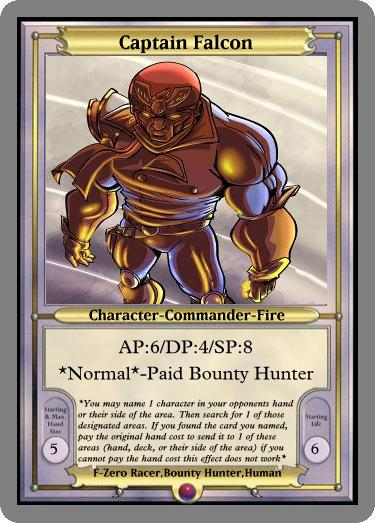 Captain Falcon
Character-Commander-Fire
AP:6/DP:4/SP:8
*Normal*-Paid Bounty Hunter
Starting
& Max.
Hand
Size
5
*You may name 1 character in your opponents hand
or their side of the area. Then search for 1 of those
designated areas. If you found the card you named,
pay the original hand cost to send it to 1 of these
areas (hand, deck, or their side of area) if you
cannot pay the hand cost this effect does not work*
Starting
Life
6
F-Zero Racer,Bounty Hunter,Human